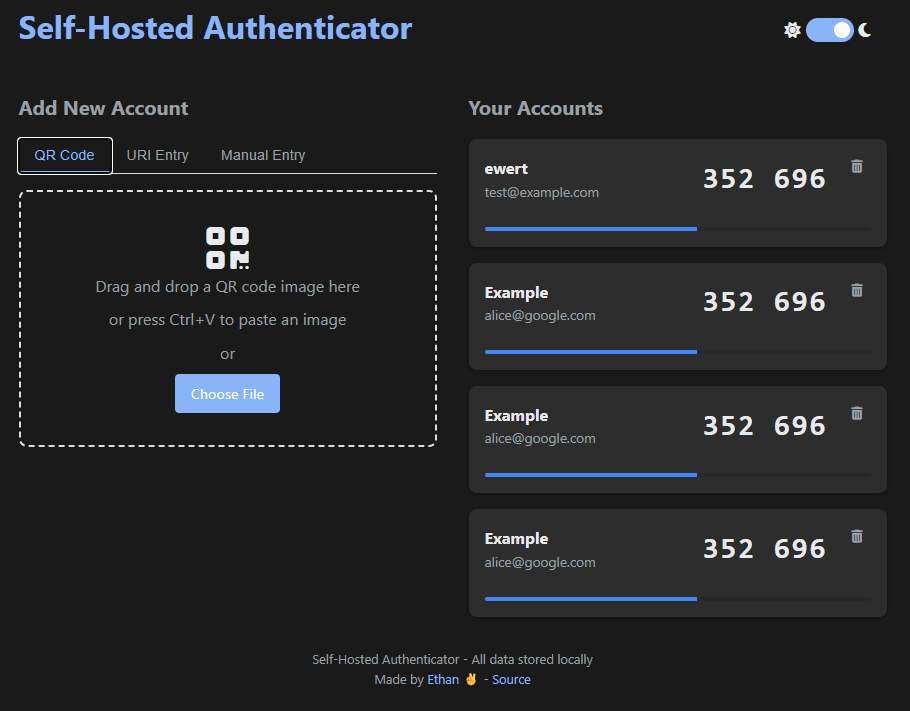 Self-Hosted Authenticator
Add New Account
QR Code URI Entry Manual Entry
Drag and drop a QR code image here
or press Ctrl+V to paste an image
or
Choose File
Your Accounts
ewert
test@example.com
352 696
Example
alice@google.com
352 696
Example
alice@google.com
352 696
Example
alice@google.com
352 696
Self-Hosted Authenticator - All data stored locally
Made by Ethan ✌ - Source